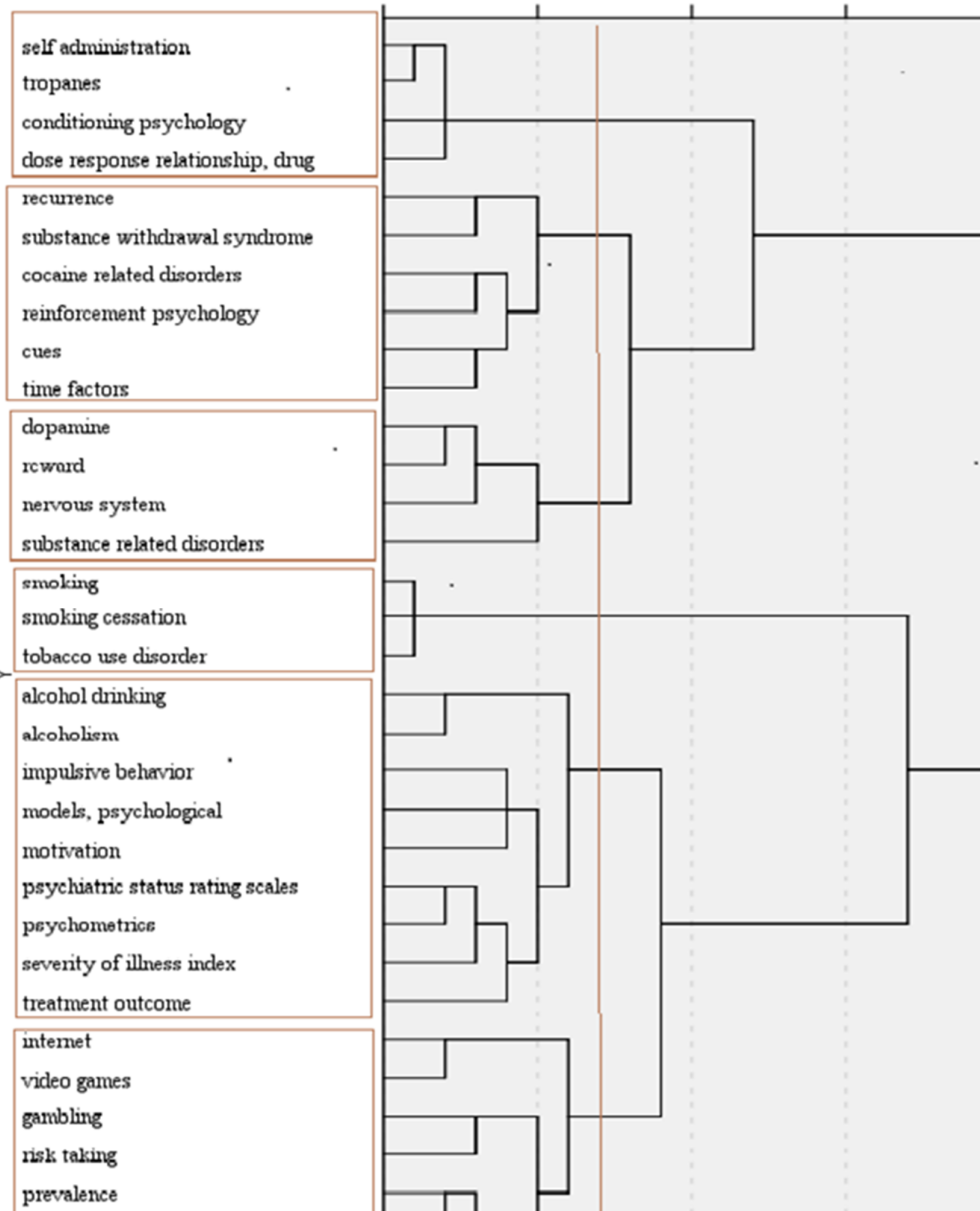 self administration
tropanes
conditioning psychology
dose response relationship, drug
recurrence
substance withdrawal syndrome
cocaine related disorders
reinforcement psychology
cues
time factors
dopamine
reward
nervous system
substance related disorders
smoking
smoking cessation
tobacco use disorder
alcohol drinking
alcoholism
impulsive behavior
models, psychological
motivation
psychiatric status rating scales
psychometrics
severity of illness index
treatment outcome
internet
video games
gambling
risk taking
prevalence